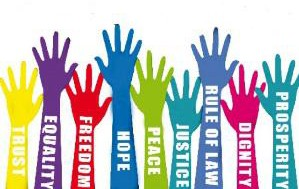 TRUST
EQUALITY
FREEDOM
HOPE
PEACE
JUSTICE
RULE OF LAW
DIGNITY
PROSPERITY